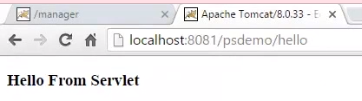 /manager
Apache Tomcat/8.0.33 - E
localhost:8081/psdemo/hello
Hello From Servlet